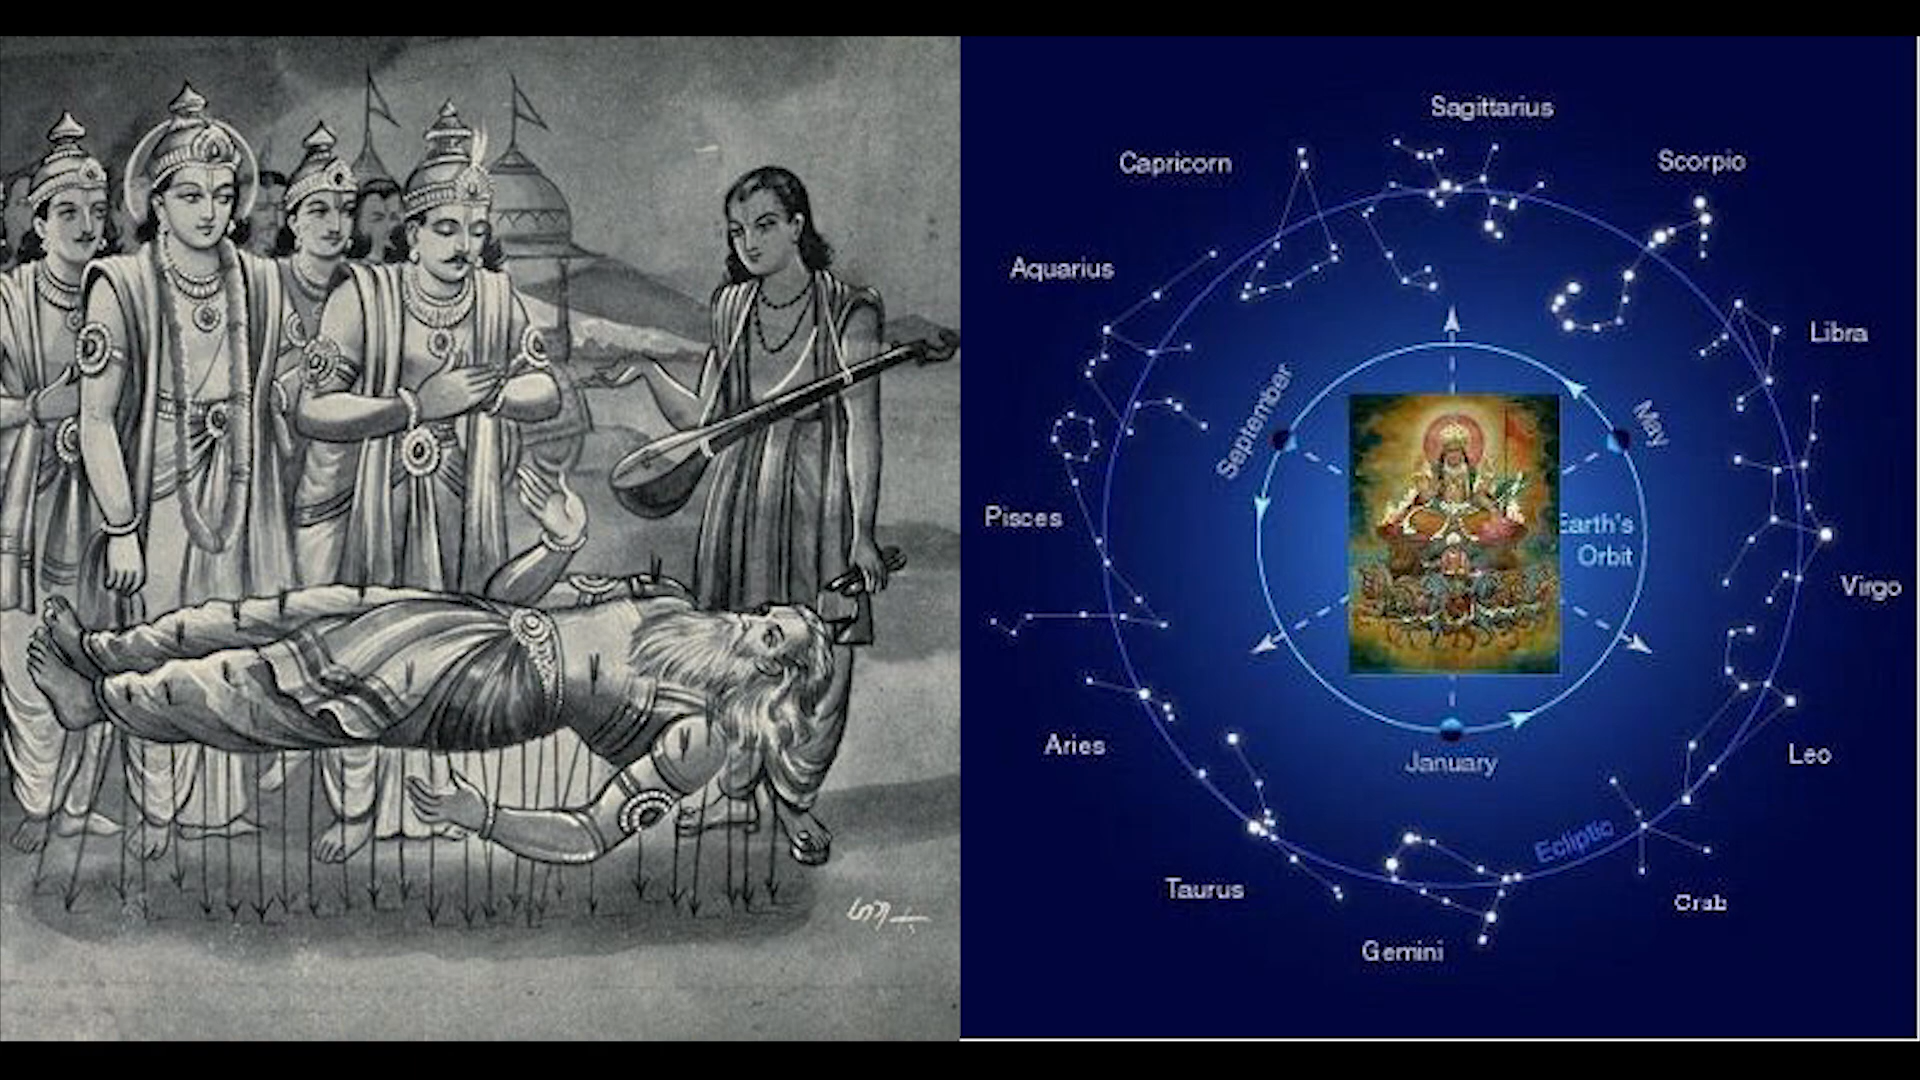 Sagittarius
Capricorn
Scorpio
Aquarius
Libra
September
May
Pisces
Earth's
Orbit
Virgo
Aries
January
Leo
Ecliptic
Taurus
Crab
Gemini